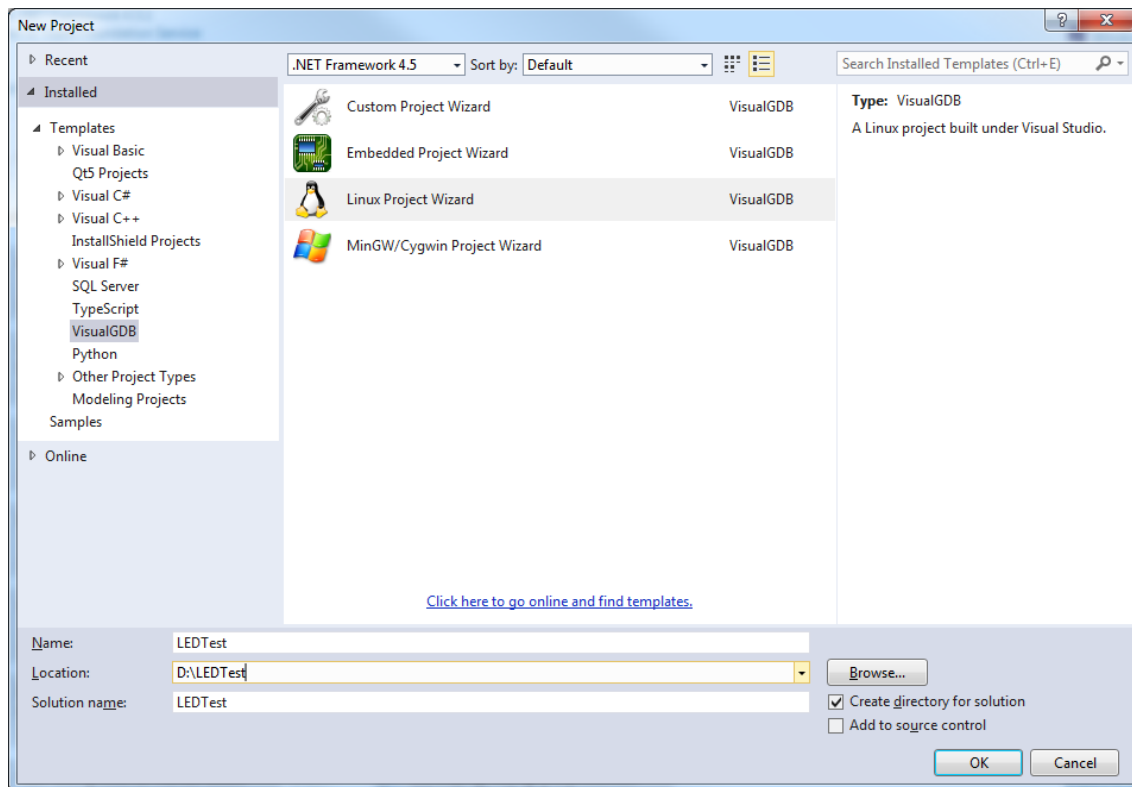 New Project
Recent
Installed
Templates
Visual Basic
Qt5 Projects
Visual C#
Visual C++
InstallShield Projects
Visual F#
SQL Server
TypeScript
VisualGDB
Python
Other Project Types
Modeling Projects
Samples
Online
.NET Framework 4.5 Sort by: Default
Custom Project Wizard VisualGDB
Embedded Project Wizard VisualGDB
Linux Project Wizard VisualGDB
MinGW/Cygwin Project Wizard VisualGDB
Click here to go online and find templates.
Search Installed Templates (Ctrl+E)
Type: VisualGDB
A Linux project built under Visual Studio.
Name: LEDTest
Location: D:\LEDTest Browse...
Solution name: LEDTest Create directory for solution
Add to source control
OK Cancel